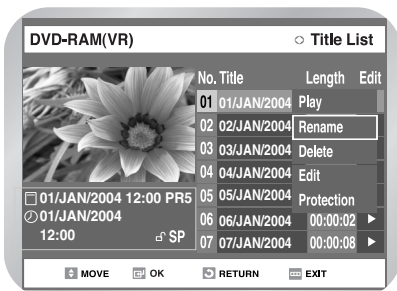 DVD-RAM(VR) Title List
No. Title Length Edit
01 01/JAN/2004 Play
02 02/JAN/2004 Rename
03 03/JAN/2004 Delete
04 04/JAN/2004 Edit
05 05/JAN/2004 Protection
06 06/JAN/2004 00:00:02
07 07/JAN/2004 00:00:08
01/JAN/2004 12:00 PR5
01/JAN/2004
12:00 SP
MOVE OK RETURN EXIT